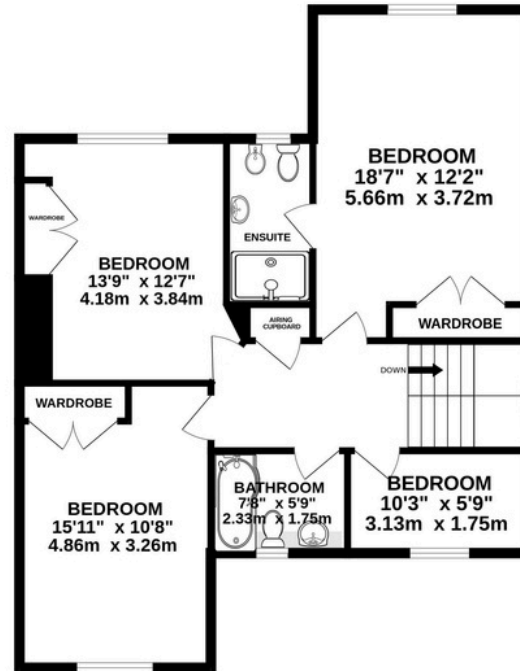 BEDROOM
18'7" x 12'2"
5.66m x 3.72m
WARDROBE
ENSUITE
BEDROOM
13'9" x 12'7"
4.18m x 3.84m
AIRING
CUPBOARD
WARDROBE
DOWN
WARDROBE
BEDROOM
15'11" x 10'8"
4.86m x 3.26m
BATHROOM
7'8" x 5'9"
2.33m x 1.75m
BEDROOM
10'3" x 5'9"
3.13m x 1.75m